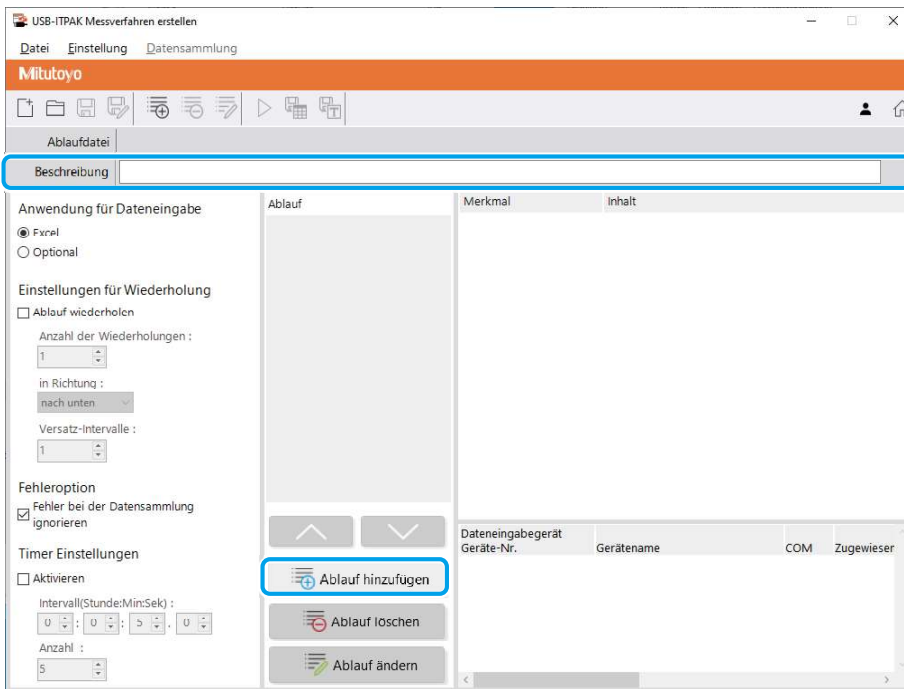 USB-ITPAK Messverfahren erstellen
Datei Einstellung Datensammlung
Mitutoyo
Ablaufdatei
Beschreibung
Anwendung für Dateneingabe
Excel
Optional
Einstellungen für Wiederholung
Ablauf wiederholen
Anzahl der Wiederholungen :
1
in Richtung :
nach unten
Versatz-Intervalle :
1
Fehleroption
Fehler bei der Datensammlung
ignorieren
Timer Einstellungen
Aktivieren
Intervall(Stunde:Min:Sek) :
0 : 0 : 5 . 0
Anzahl :
5
Ablauf
Ablauf hinzufügen
Ablauf löschen
Ablauf ändern
Merkmal Inhalt
Dateneingabegerät
Geräte-Nr. Gerätename COM Zugewieser